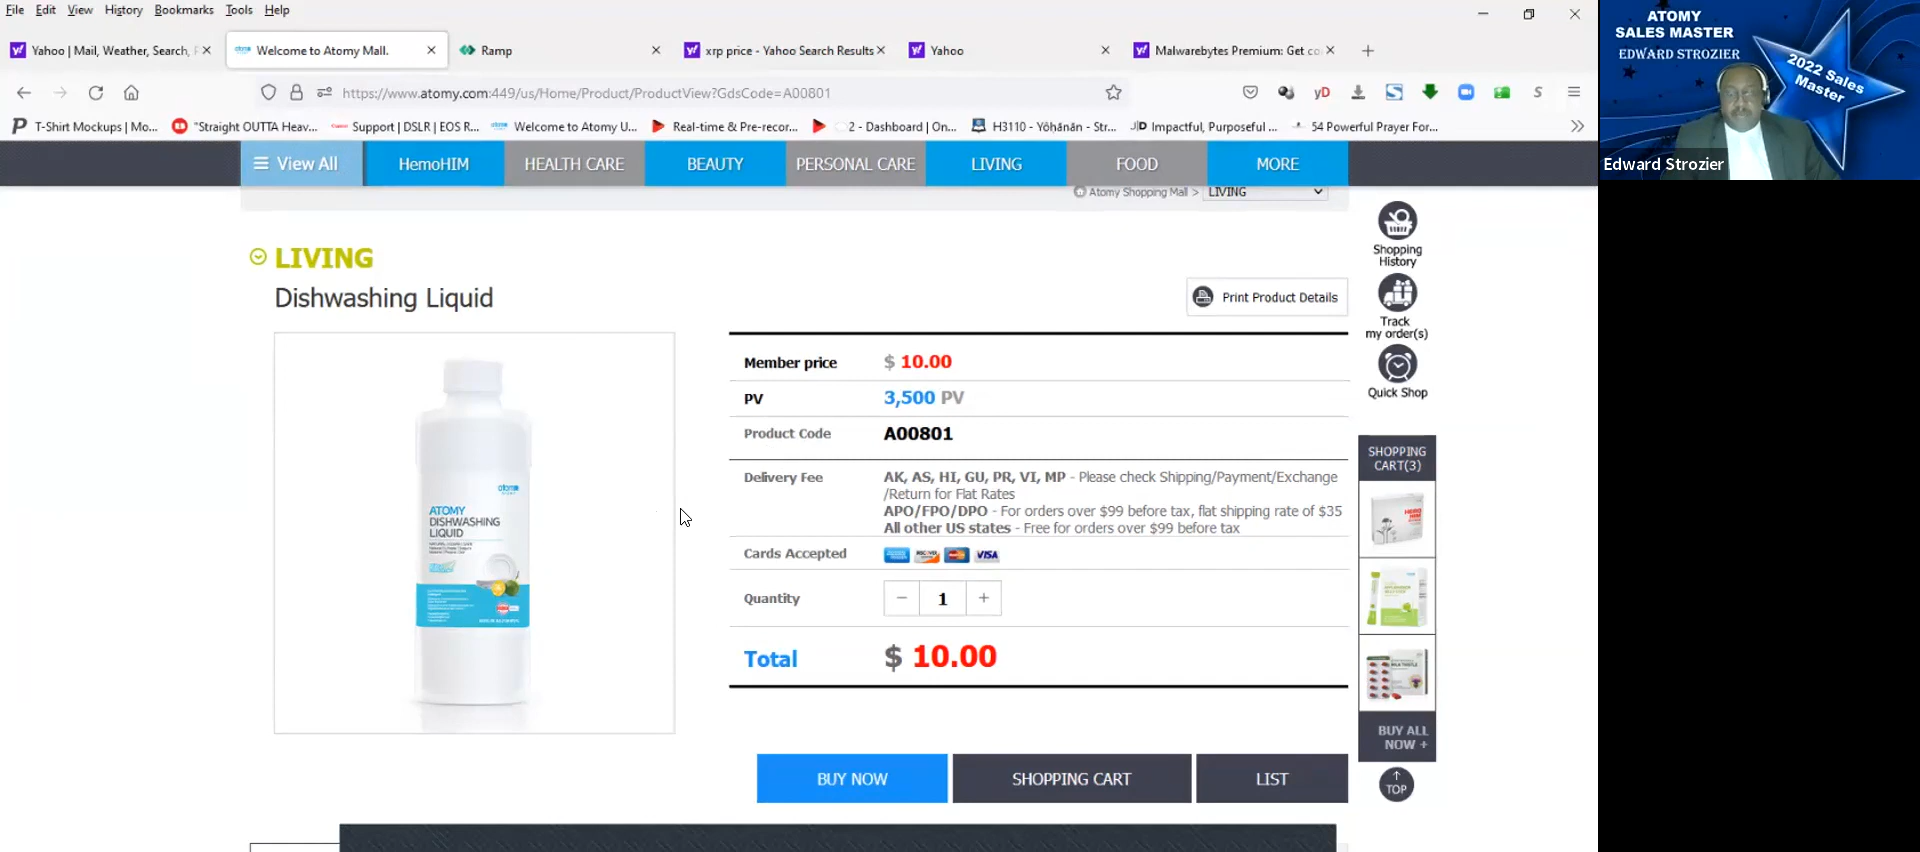 File Edit View History Bookmarks Tools Help
Yahoo | Mail, Weather, Search,
Welcome to Atomy Mall.
Ramp
xrp price - Yahoo Search Results
Yahoo
Malwarebytes Premium: Get co
https://www.atomy.com:449/us/Home/Product/ProductView?GdsCode=A00801
T-Shirt Mockups | Mo...
"Straight OUTTA Heav...
Support | DSLR | EOS R...
Welcome to Atomy U...
Real-time & Pre-recor...
2 - Dashboard | On...
H3110 - Yôḥānān - Str...
Impactful, Purposeful ...
54 Powerful Prayer For...
View All
HemoHIM
HEALTH CARE
BEAUTY
PERSONAL CARE
LIVING
FOOD
MORE
Atomy Shopping Mall > LIVING
LIVING
Dishwashing Liquid
Print Product Details
atomy
ATOMY
DISHWASHING
LIQUID
Member price $ 10.00
PV 3,500 PV
Product Code A00801
Delivery Fee AK, AS, HI, GU, PR, VI, MP - Please check Shipping/Payment/Exchange
/Return for Flat Rates
APO/FPO/DPO - For orders over $99 before tax, flat shipping rate of $35
All other US states - Free for orders over $99 before tax
Cards Accepted DISCOVER VISA
Quantity − 1 +
Total $ 10.00
BUY NOW
SHOPPING CART
LIST
Shopping
History
Track
my order(s)
Quick Shop
SHOPPING
CART(3)
BUY ALL
NOW +
TOP
ATOMY
SALES MASTER
EDWARD STROZIER
2022 Sales
Master
Edward Strozier